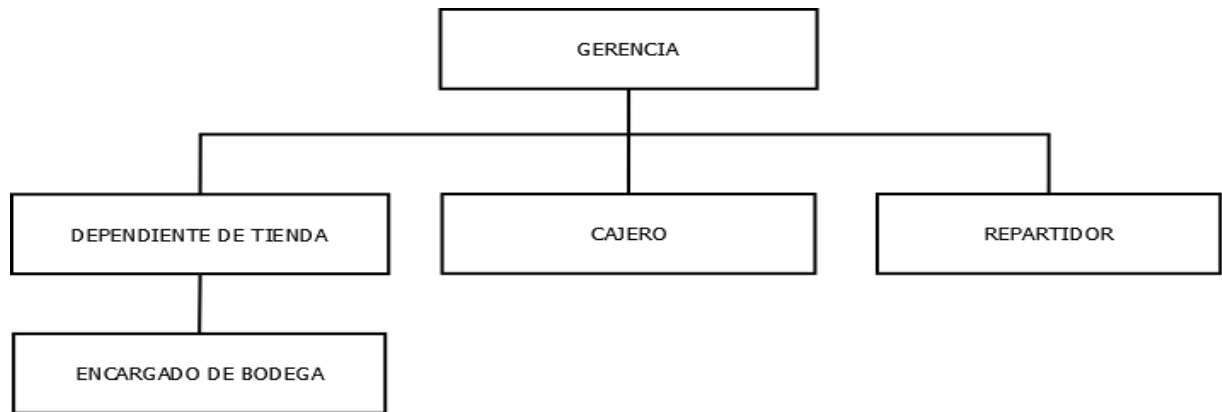 GERENCIA
DEPENDIENTE DE TIENDA
CAJERO
REPARTIDOR
ENCARGADO DE BODEGA